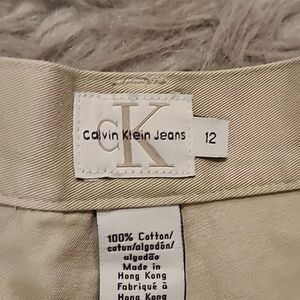 CK
Calvin Klein Jeans
12
100% Cotton/
coton/algodón/
algodão
Made in
Hong Kong
Fabriqué à
Hong Kong